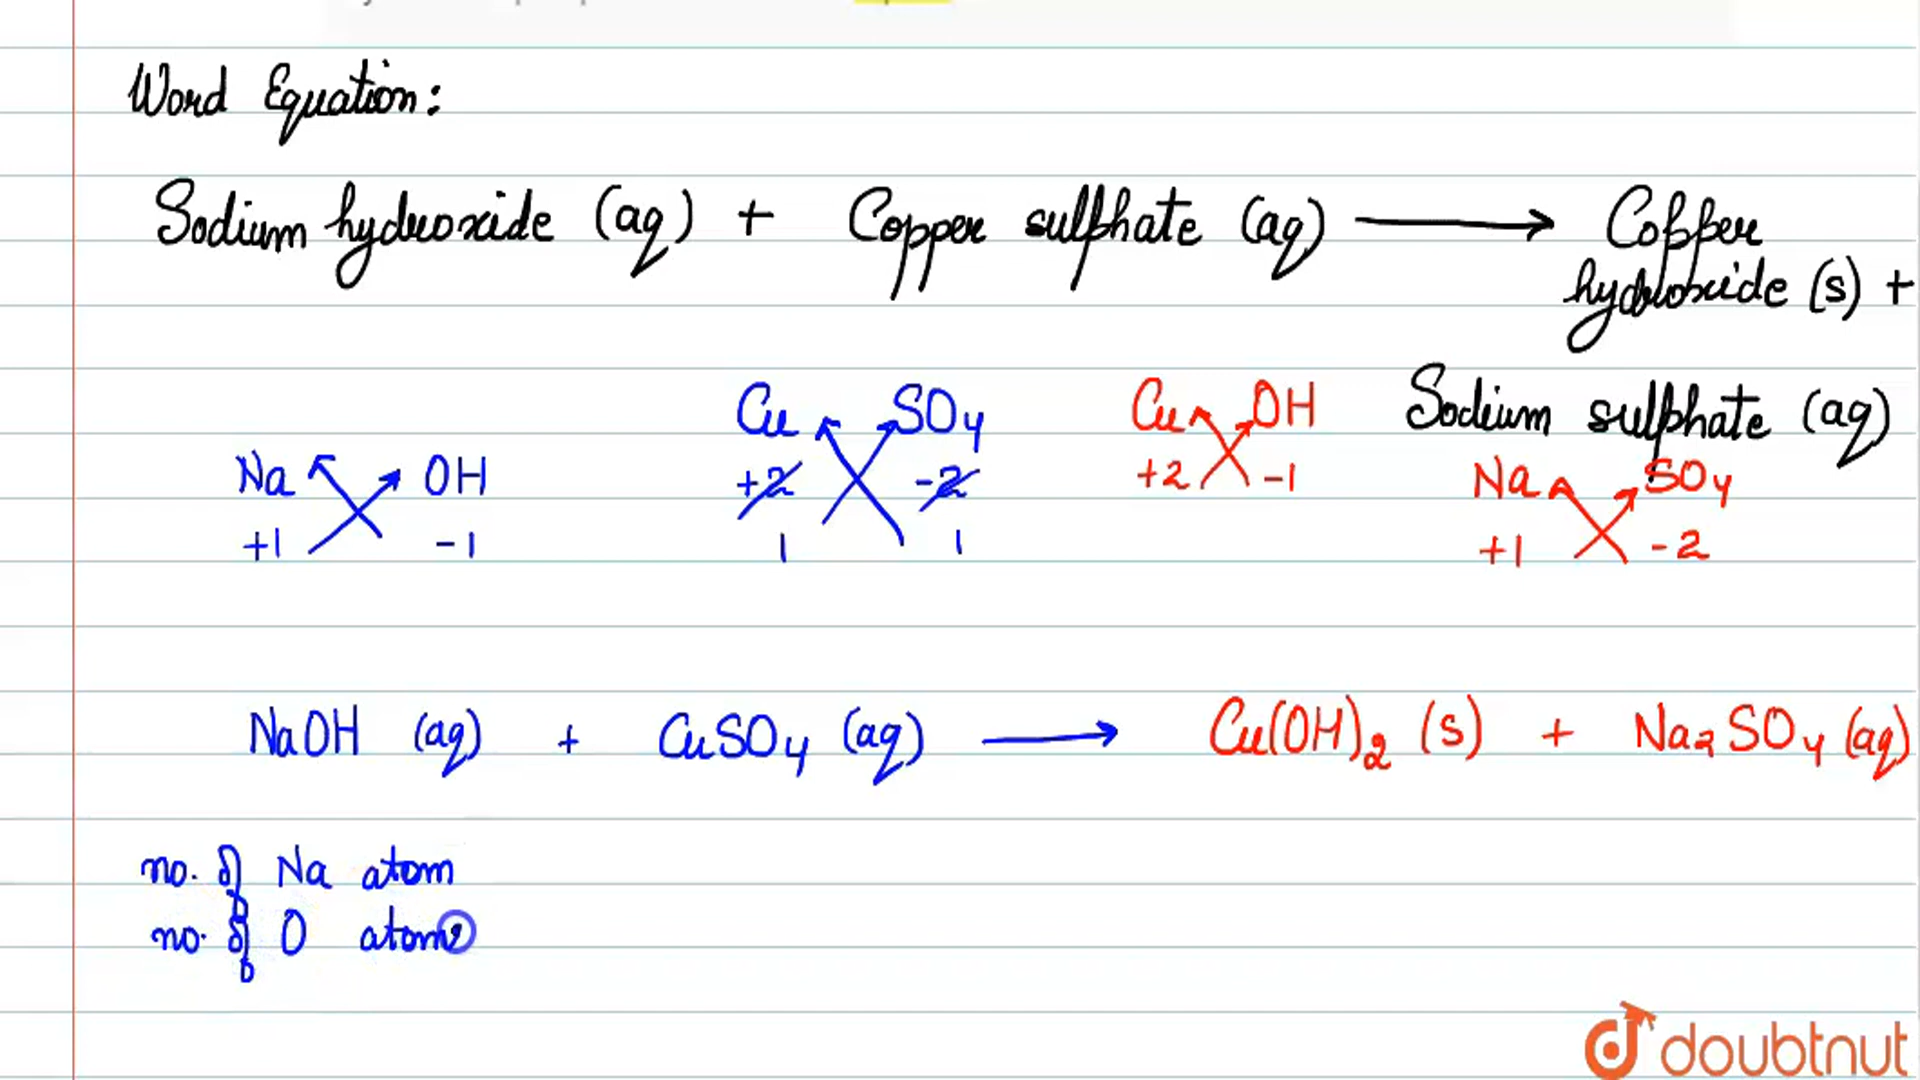 Word Equation:
Sodium hydroxide (aq) + Copper sulphate (aq) ⟶ Copper
hydroxide (s) +
Sodium sulphate (aq)
Cu SO₄ Cu OH
+2 -2 +2 -1
1 1
Na OH
+1 -1
Na SO₄
+1 -2
NaOH (aq) + CuSO₄ (aq) ⟶ Cu(OH)₂ (s) + Na₂SO₄ (aq)
no. of Na atom
no. of O atom
doubtnut